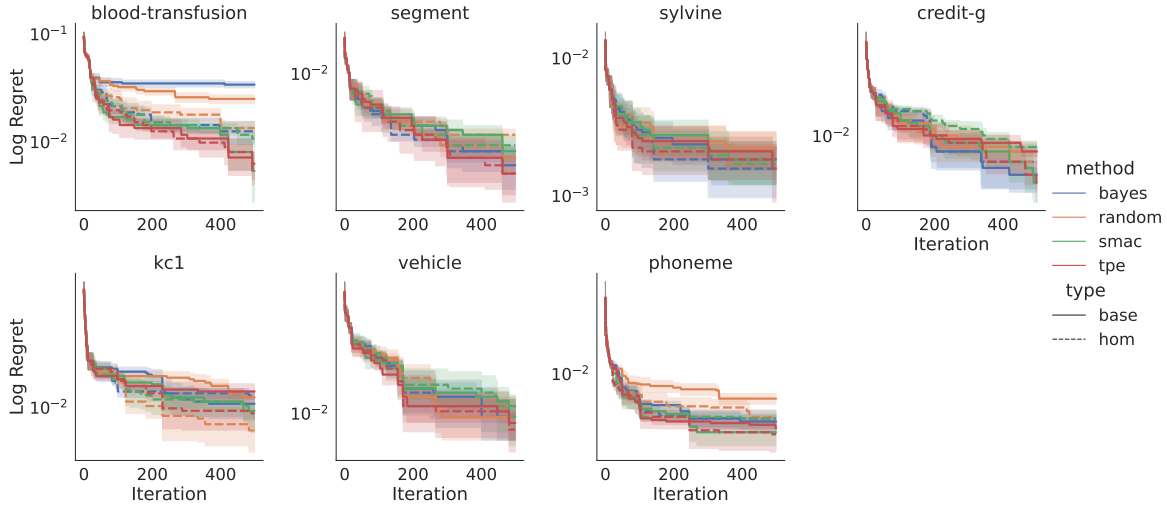 blood-transfusion
segment
sylvine
credit-g
Log Regret
10⁻¹
10⁻²
0 200 400
10⁻²
0 200 400
10⁻²
10⁻³
0 200 400
10⁻²
0 200 400
Iteration
method
bayes
random
smac
tpe
type
base
hom
kc1
vehicle
phoneme
Log Regret
10⁻²
0 200 400
Iteration
10⁻²
0 200 400
Iteration
10⁻²
0 200 400
Iteration